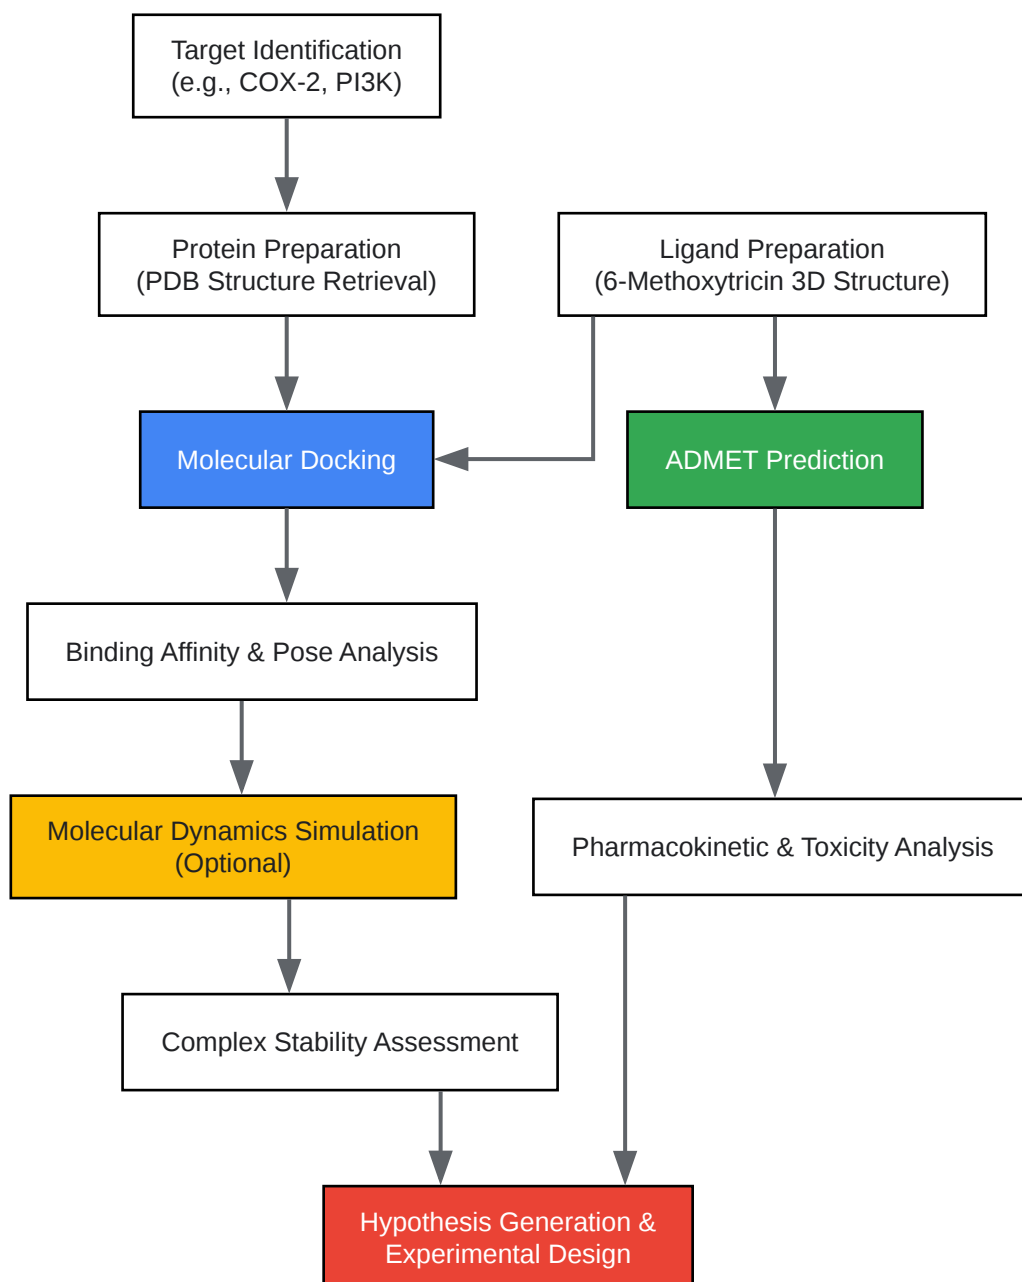 Target Identification
(e.g., COX-2, PI3K)
Protein Preparation
(PDB Structure Retrieval)
Ligand Preparation
(6-Methoxytricin 3D Structure)
Molecular Docking
ADMET Prediction
Binding Affinity & Pose Analysis
Molecular Dynamics Simulation
(Optional)
Pharmacokinetic & Toxicity Analysis
Complex Stability Assessment
Hypothesis Generation &
Experimental Design